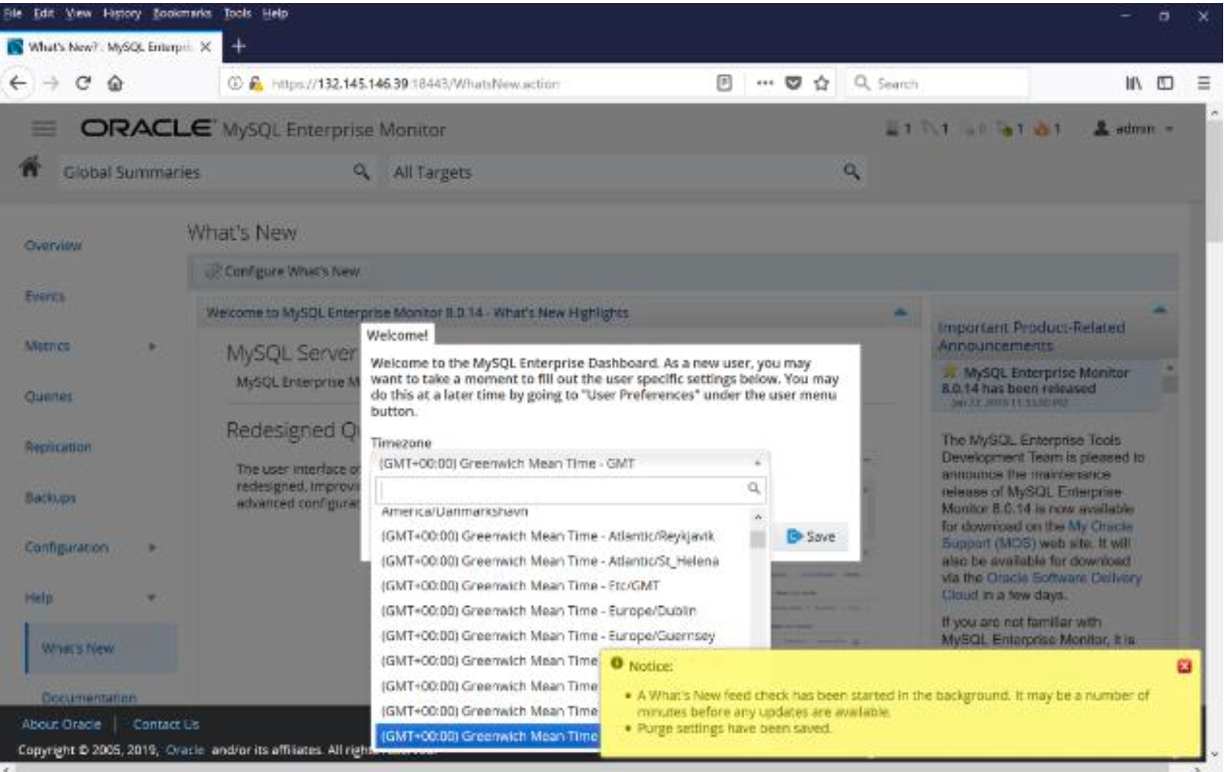 File Edit View History Bookmarks Tools Help
What's New? : MySQL Enterpri
https://132.145.146.39:18443/WhatsNew.action
Search
ORACLE MySQL Enterprise Monitor
1 1 0 1 1 admin
Global Summaries
All Targets
Overview
Events
Metrics
Queries
Replication
Backups
Configuration
Help
What's New
Documentation
What's New
Configure What's New
Welcome to MySQL Enterprise Monitor 8.0.14 - What's New Highlights
MySQL Server
MySQL Enterprise M
Redesigned Qu
The user interface of
redesigned, improvi
advanced configurat
Welcome!
Welcome to the MySQL Enterprise Dashboard. As a new user, you may
want to take a moment to fill out the user specific settings below. You may
do this at a later time by going to "User Preferences" under the user menu
button.
Timezone
(GMT+00:00) Greenwich Mean Time - GMT
America/Danmarkshavn
(GMT+00:00) Greenwich Mean Time - Atlantic/Reykjavik
(GMT+00:00) Greenwich Mean Time - Atlantic/St_Helena
(GMT+00:00) Greenwich Mean Time - Etc/GMT
(GMT+00:00) Greenwich Mean Time - Europe/Dublin
(GMT+00:00) Greenwich Mean Time - Europe/Guernsey
(GMT+00:00) Greenwich Mean Time
(GMT+00:00) Greenwich Mean Time
(GMT+00:00) Greenwich Mean Time
(GMT+00:00) Greenwich Mean Time
Save
Important Product-Related
Announcements
MySQL Enterprise Monitor
8.0.14 has been released
The MySQL Enterprise Tools
Development Team is pleased to
announce the maintenance
release of MySQL Enterprise
Monitor 8.0.14 is now available
for download on the My Oracle
Support (MOS) web site. It will
also be available for download
via the Oracle Software Delivery
Cloud in a few days.
If you are not familiar with
MySQL Enterprise Monitor, it is
Notice:
A What's New feed check has been started in the background. It may be a number of
minutes before any updates are available.
Purge settings have been saved.
About Oracle | Contact Us
Copyright © 2005, 2019, Oracle and/or its affiliates. All rights